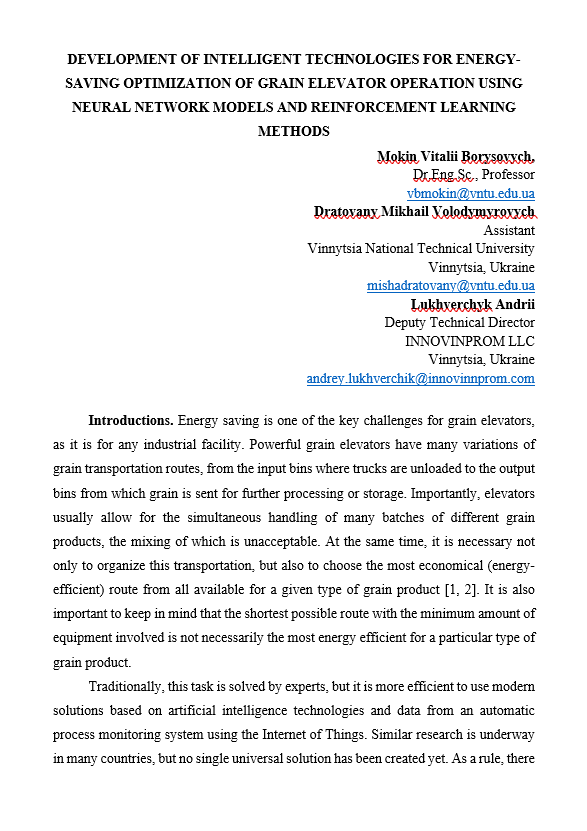 DEVELOPMENT OF INTELLIGENT TECHNOLOGIES FOR ENERGY-
SAVING OPTIMIZATION OF GRAIN ELEVATOR OPERATION USING
NEURAL NETWORK MODELS AND REINFORCEMENT LEARNING
METHODS
Mokin Vitalii Borysovych,
Dr.Eng.Sc., Professor
vbmokin@vntu.edu.ua
Dratovany Mikhail Volodymyrovych
Assistant
Vinnytsia National Technical University
Vinnytsia, Ukraine
mishadratovany@vntu.edu.ua
Lukhverchyk Andrii
Deputy Technical Director
INNOVINPROM LLC
Vinnytsia, Ukraine
andrey.lukhverchik@innovinnprom.com
Introductions. Energy saving is one of the key challenges for grain elevators,
as it is for any industrial facility. Powerful grain elevators have many variations of
grain transportation routes, from the input bins where trucks are unloaded to the output
bins from which grain is sent for further processing or storage. Importantly, elevators
usually allow for the simultaneous handling of many batches of different grain
products, the mixing of which is unacceptable. At the same time, it is necessary not
only to organize this transportation, but also to choose the most economical (energy-
efficient) route from all available for a given type of grain product [1, 2]. It is also
important to keep in mind that the shortest possible route with the minimum amount of
equipment involved is not necessarily the most energy efficient for a particular type of
grain product.
Traditionally, this task is solved by experts, but it is more efficient to use modern
solutions based on artificial intelligence technologies and data from an automatic
process monitoring system using the Internet of Things. Similar research is underway
in many countries, but no single universal solution has been created yet. As a rule, there